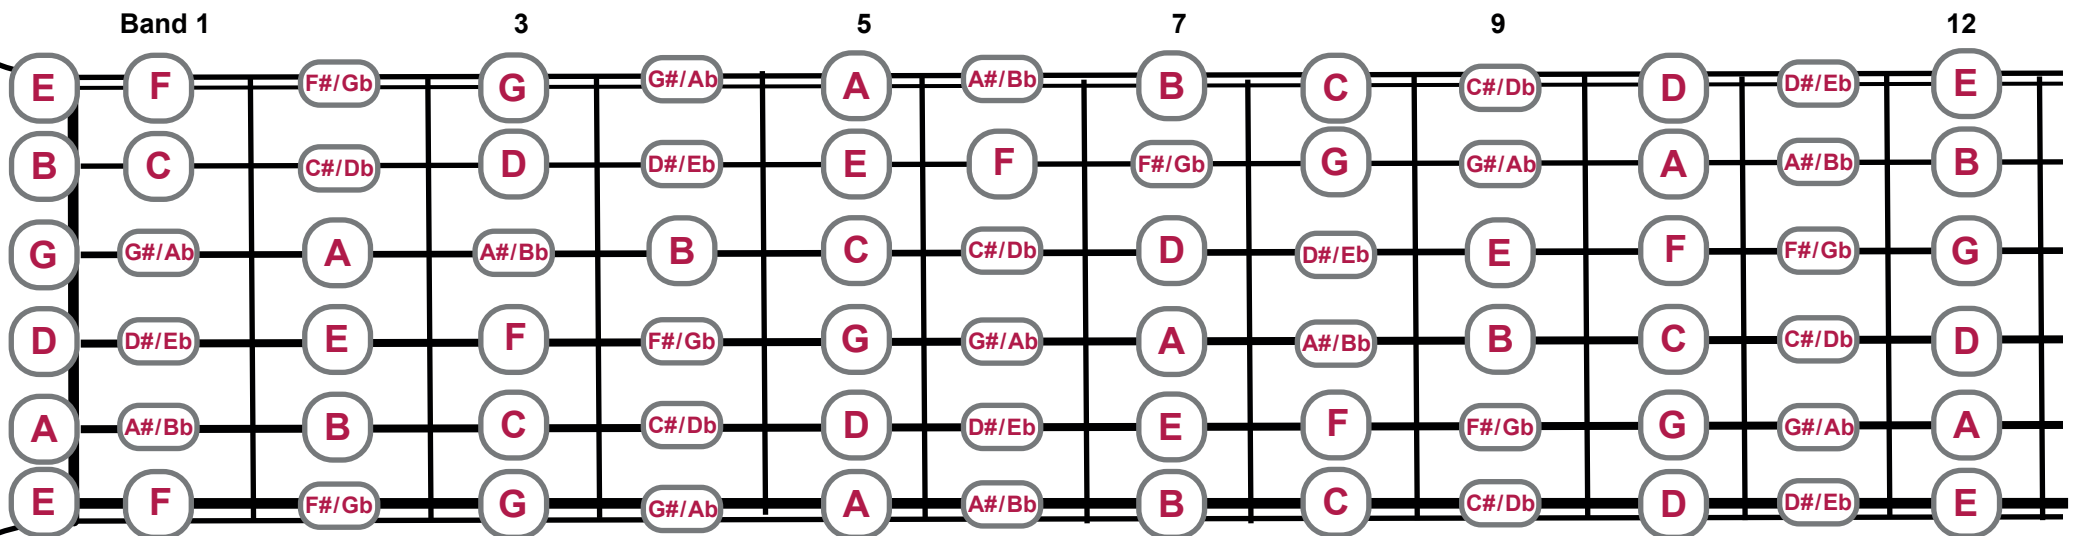 Band 1 3 5 7 9 12
E F F#/Gb G G#/Ab A A#/Bb B C C#/Db D D#/Eb E
B C C#/Db D D#/Eb E F F#/Gb G G#/Ab A A#/Bb B
G G#/Ab A A#/Bb B C C#/Db D D#/Eb E F F#/Gb G
D D#/Eb E F F#/Gb G G#/Ab A A#/Bb B C C#/Db D
A A#/Bb B C C#/Db D D#/Eb E F F#/Gb G G#/Ab A
E F F#/Gb G G#/Ab A A#/Bb B C C#/Db D D#/Eb E